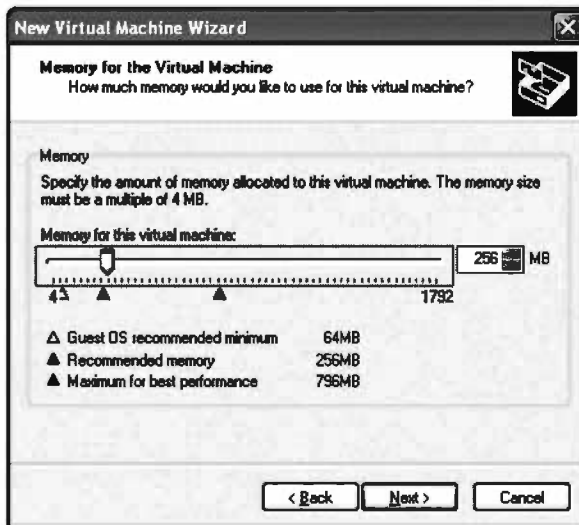 New Virtual Machine Wizard
Memory for the Virtual Machine
How much memory would you like to use for this virtual machine?
Memory
Specify the amount of memory allocated to this virtual machine. The memory size
must be a multiple of 4 MB.
Memory for this virtual machine:
256 MB
4 1792
Guest OS recommended minimum 64MB
Recommended memory 256MB
Maximum for best performance 796MB
< Back Next > Cancel